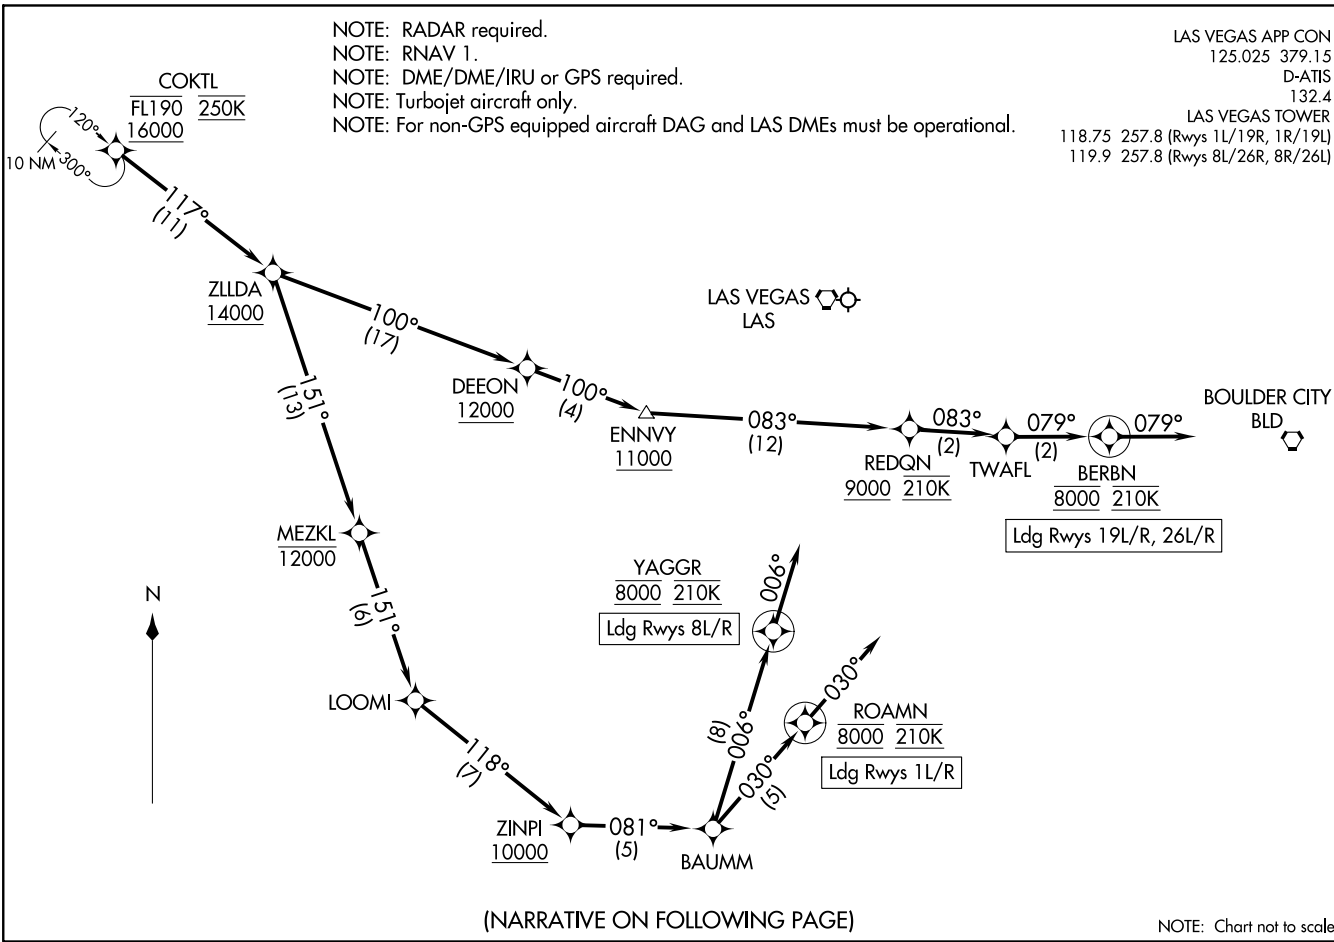 NOTE: RADAR required.
NOTE: RNAV 1.
NOTE: DME/DME/IRU or GPS required.
NOTE: Turbojet aircraft only.
NOTE: For non-GPS equipped aircraft DAG and LAS DMEs must be operational.
LAS VEGAS APP CON
125.025 379.15
D-ATIS
132.4
LAS VEGAS TOWER
118.75 257.8 (Rwys 1L/19R, 1R/19L)
119.9 257.8 (Rwys 8L/26R, 8R/26L)
COKTL
FL190 250K
16000
120°
10 NM
300°
117°
(11)
ZLLDA
14000
100°
(17)
DEEON
12000
100°
(4)
ENNVY
11000
LAS VEGAS
LAS
083°
(12)
REDQN
9000 210K
083°
(2)
TWAFL
079°
(2)
BERBN
8000 210K
Ldg Rwys 19L/R, 26L/R
079°
BOULDER CITY
BLD
151°
(13)
MEZKL
12000
151°
(6)
LOOMI
118°
(7)
ZINPI
10000
081°
(5)
BAUMM
006°
(8)
YAGGR
8000 210K
Ldg Rwys 8L/R
006°
030°
(5)
ROAMN
8000 210K
Ldg Rwys 1L/R
030°
N
(NARRATIVE ON FOLLOWING PAGE)
NOTE: Chart not to scale